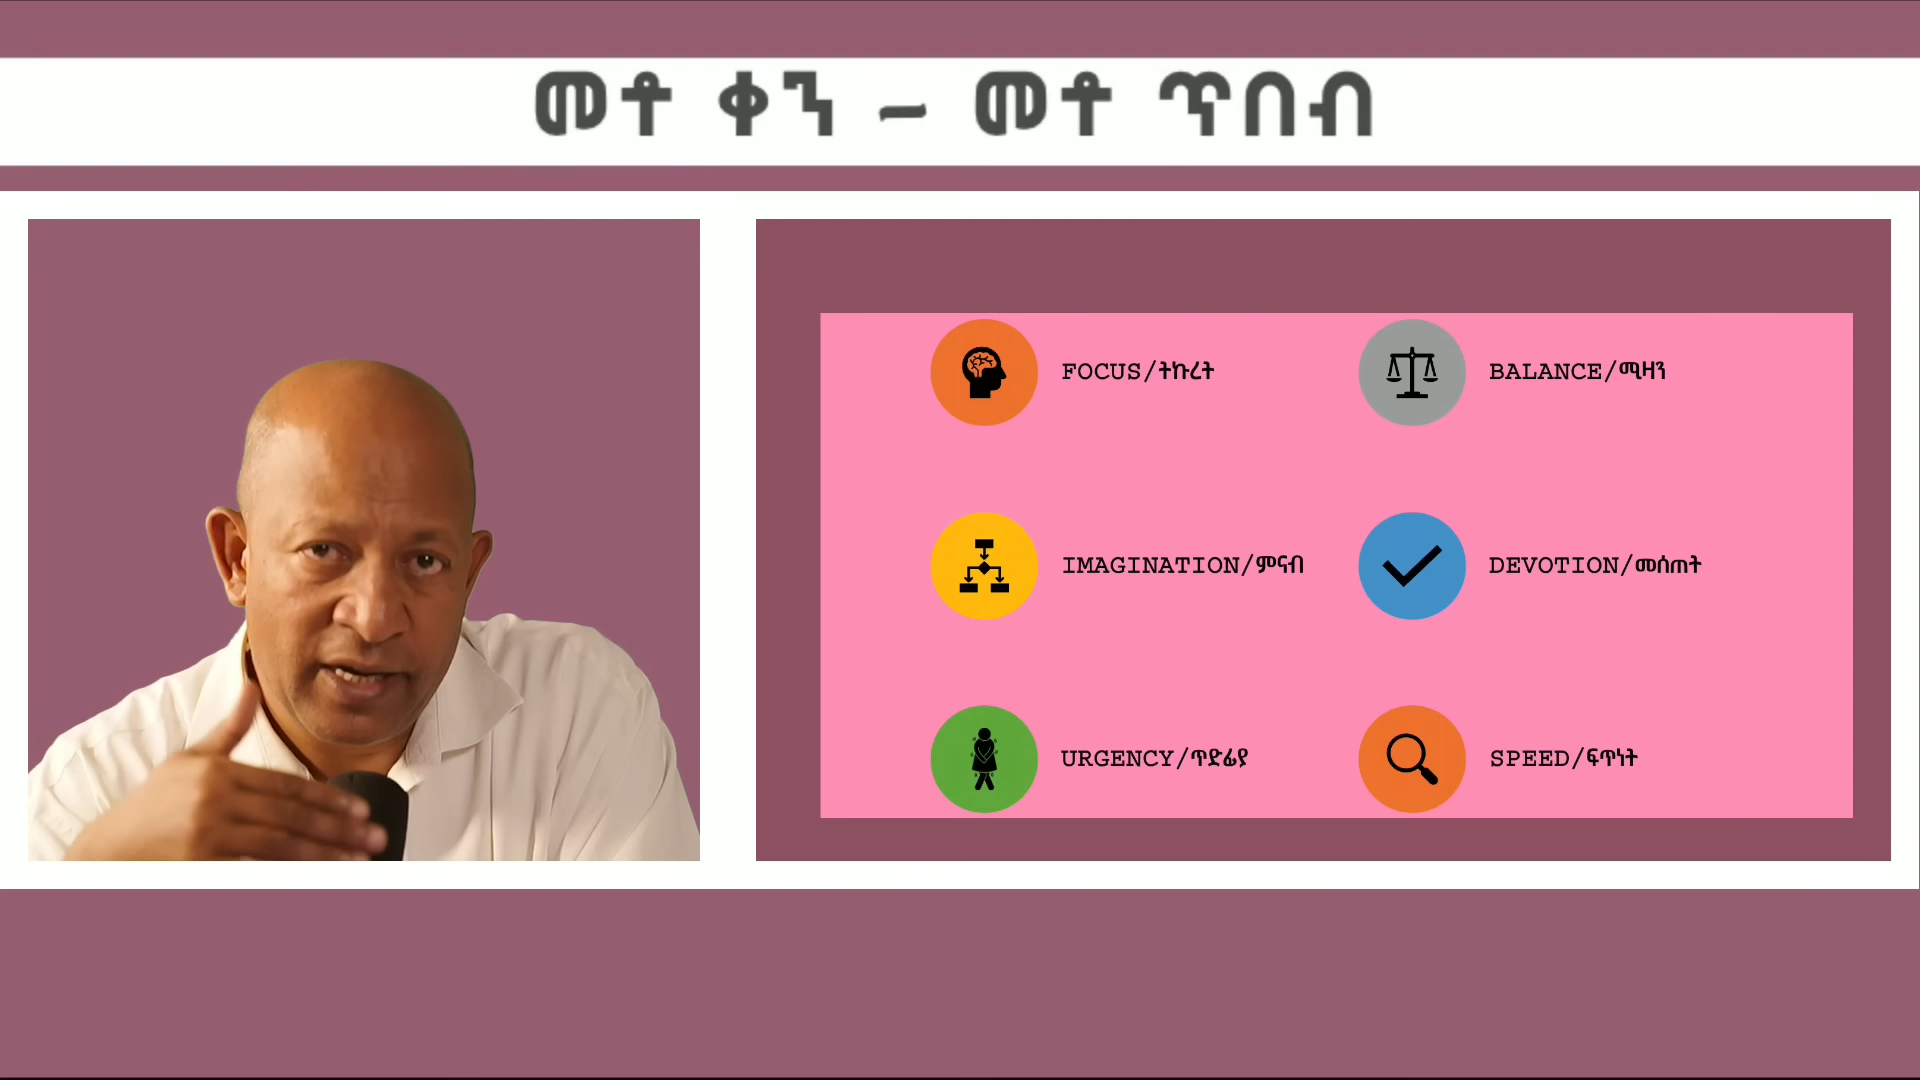 መቶ ቀን – መቶ ጥበብ
FOCUS/ትኩረት
BALANCE/ሚዛን
IMAGINATION/ምናብ
DEVOTION/መሰጠት
URGENCY/ጥድፊያ
SPEED/ፍጥነት